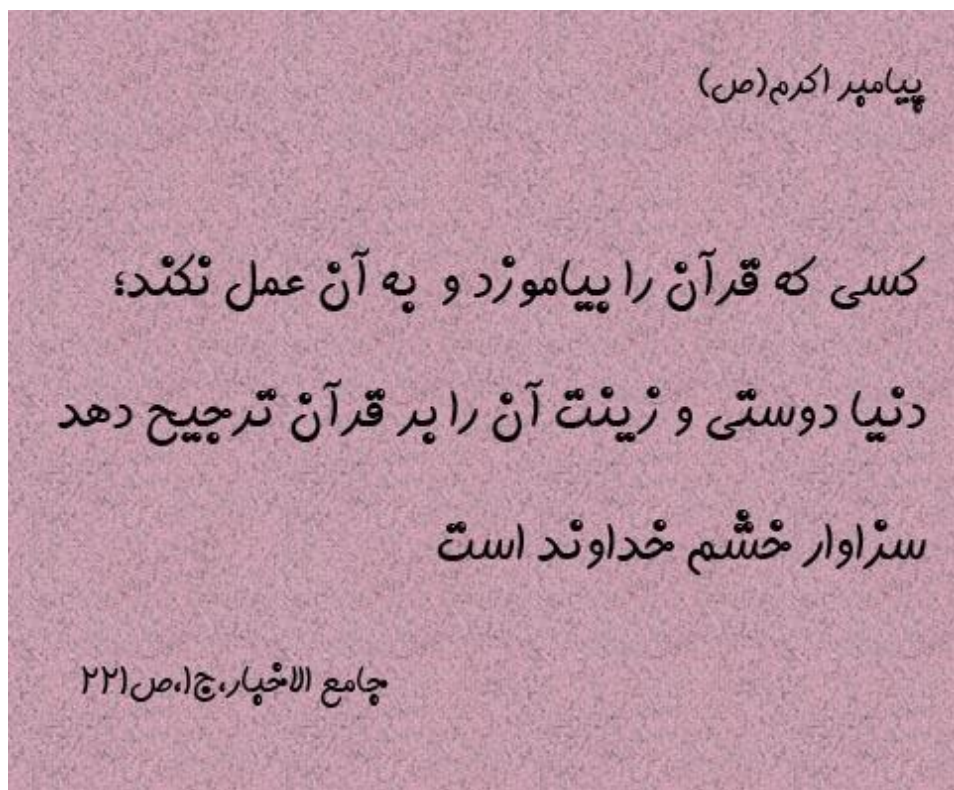 پیامبر اکرم(ص)
کسی که قرآن را بیاموزد و به آن عمل نکند؛
دنیا دوستی و زینت آن را بر قرآن ترجیح دهد
سزاوار خشم خداوند است
جامع الاخبار،ج۱،ص۲۲۱